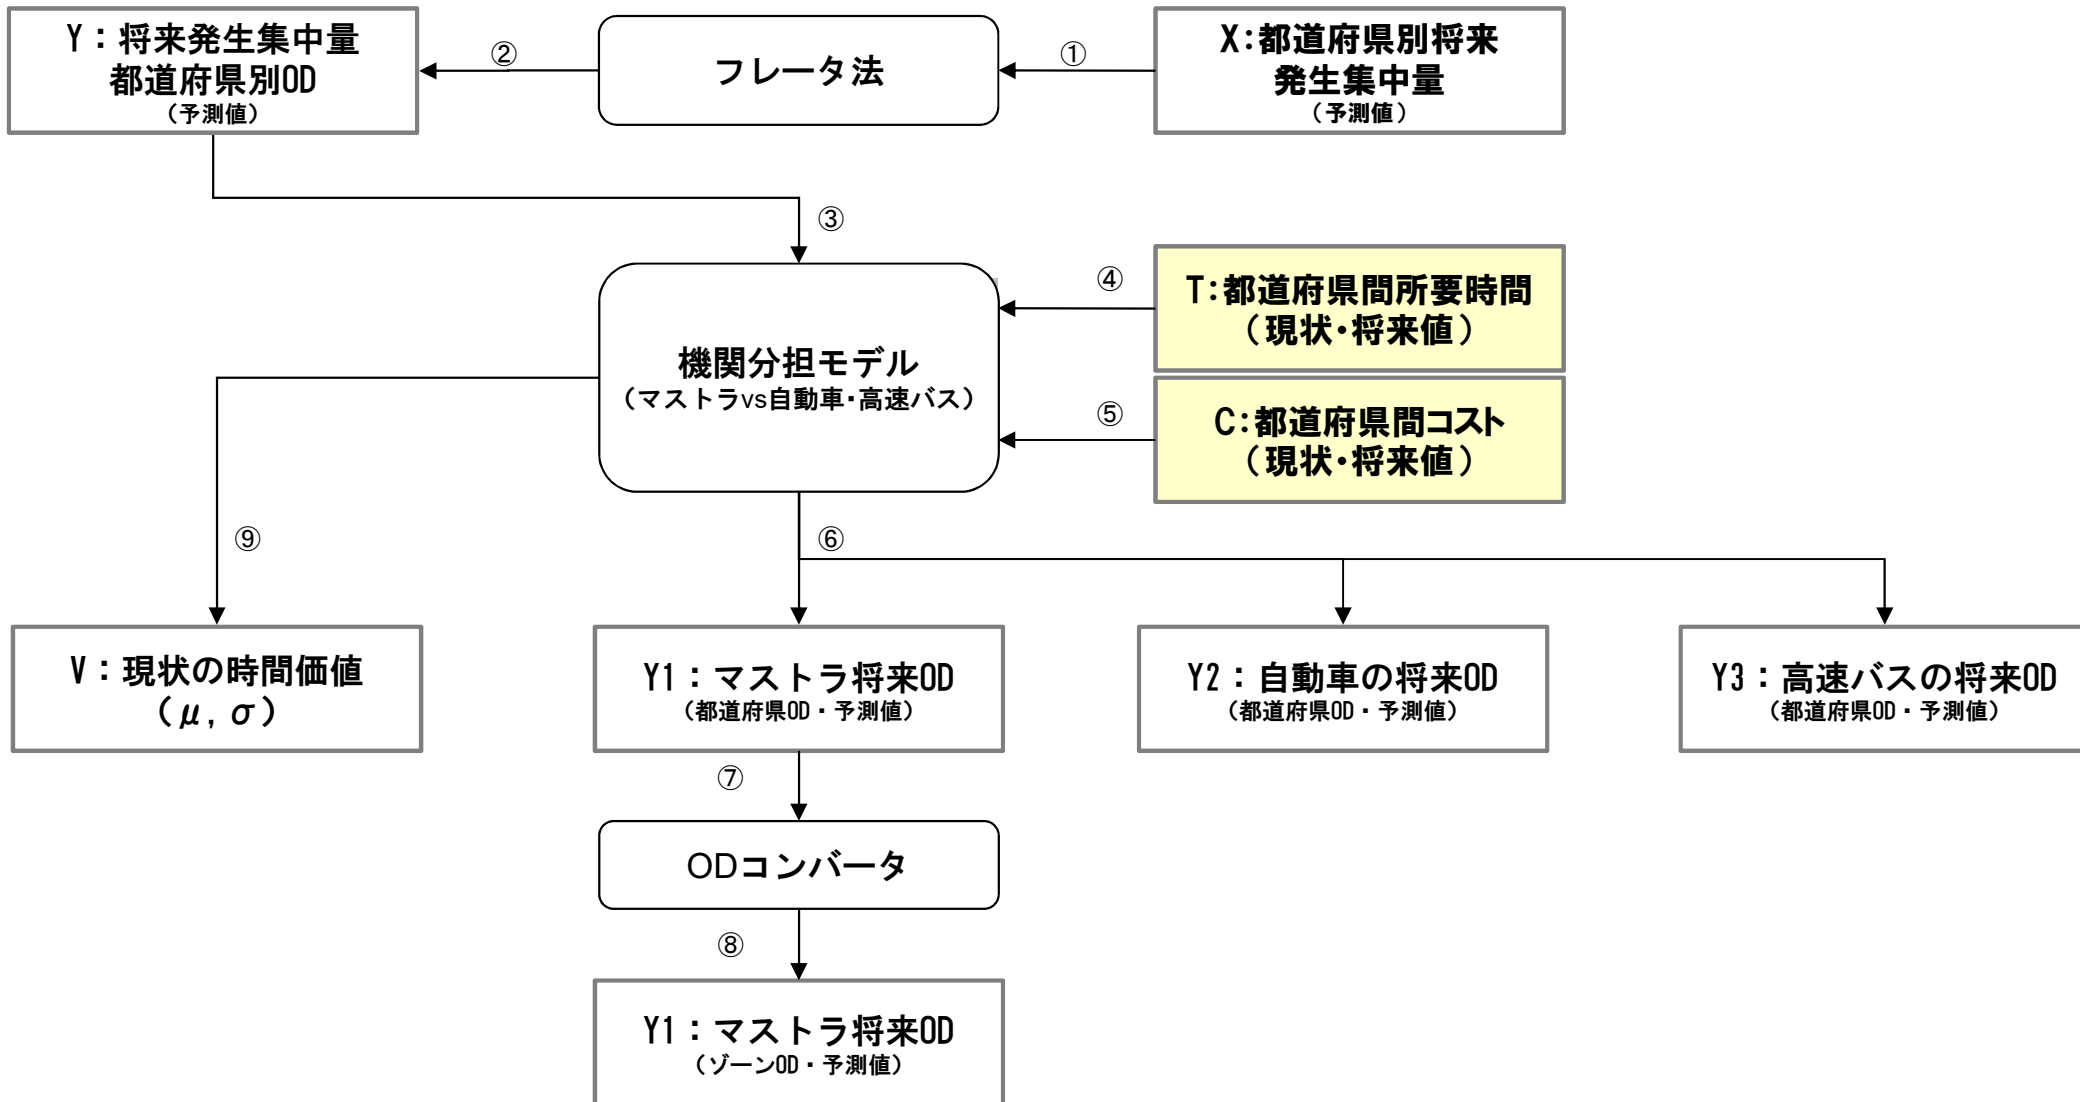 Y：将来発生集中量
都道府県別OD
（予測値）
②
フレータ法
①
X:都道府県別将来
発生集中量
（予測値）
③
機関分担モデル
（マストラvs自動車・高速バス）
④
T:都道府県間所要時間
（現状・将来値）
⑤
C:都道府県間コスト
（現状・将来値）
⑨
⑥
V：現状の時間価値
（μ, σ）
Y1：マストラ将来OD
（都道府県OD・予測値）
Y2：自動車の将来OD
（都道府県OD・予測値）
Y3：高速バスの将来OD
（都道府県OD・予測値）
⑦
ODコンバータ
⑧
Y1：マストラ将来OD
（ゾーンOD・予測値）